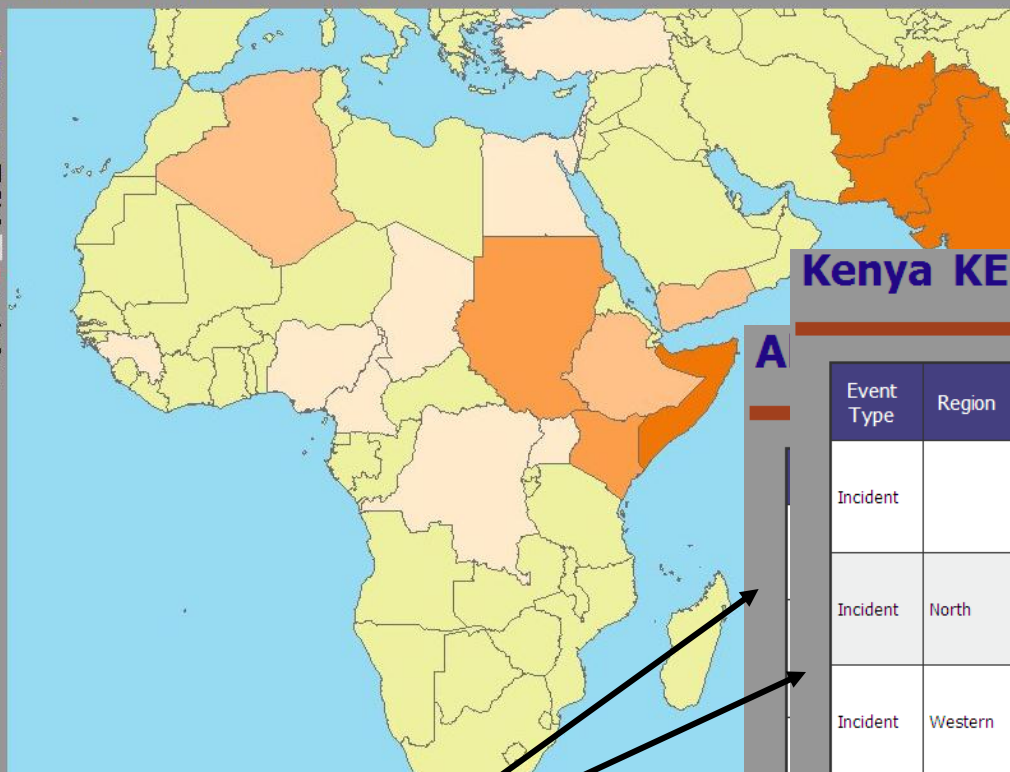 Kenya KE
A
Event
Type
Region
Incident
Incident
North
Incident
Western